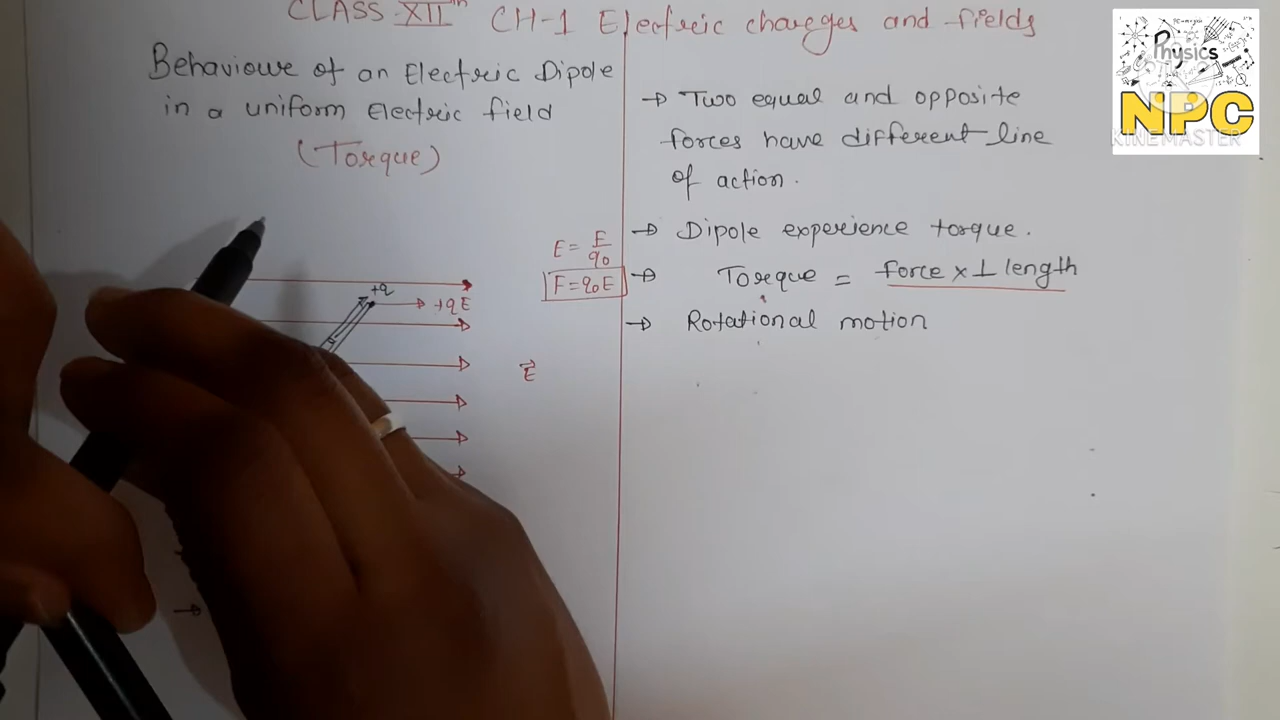 CLASS XIIth CH-1 Electreic charges and fields
Behavioure of an Electric Dipole
in a uniform Electric field
(Torque)
+q
+qE
E = F/q0
F = q0E
E⃗
→ Two equal and opposite
forces have different line
of action.
→ Dipole experience torque.
→ Torque = force × ⊥ length
→ Rotational motion
Physics
NPC
KINEMASTER